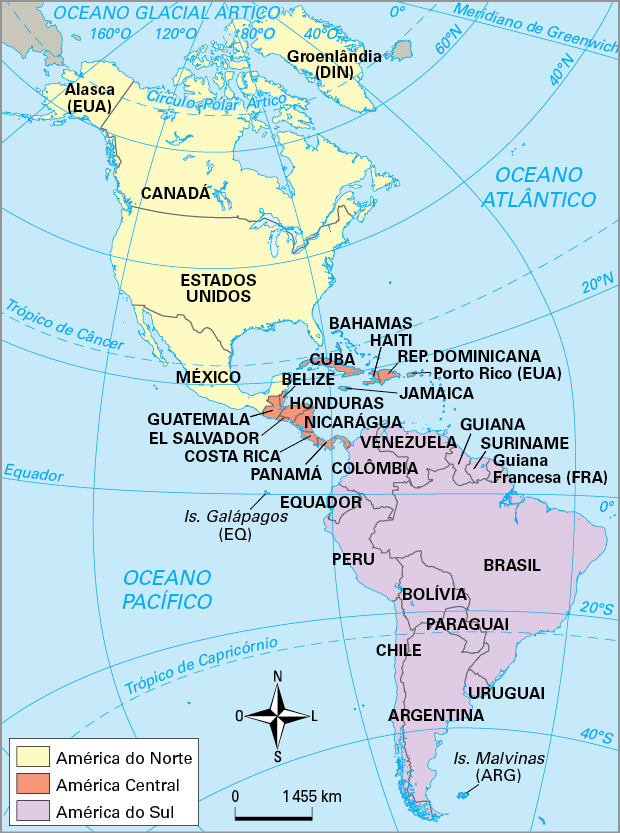 OCEANO GLACIAL ÁRTICO
0°
Meridiano de Greenwich
160°O
120°O
80°O
40°O
60°N
40°N
Groenlândia
(DIN)
Alasca
(EUA)
Círculo Polar Ártico
CANADÁ
OCEANO
ATLÂNTICO
ESTADOS
UNIDOS
20°N
Trópico de Câncer
BAHAMAS
HAITI
CUBA
REP. DOMINICANA
Porto Rico (EUA)
MÉXICO
BELIZE
JAMAICA
HONDURAS
GUATEMALA
NICARÁGUA
GUIANA
EL SALVADOR
VENEZUELA
SURINAME
COSTA RICA
Guiana
Francesa (FRA)
PANAMÁ
COLÔMBIA
Equador
EQUADOR
0°
Is. Galápagos
(EQ)
PERU
BRASIL
OCEANO
PACÍFICO
BOLÍVIA
20°S
PARAGUAI
CHILE
Trópico de Capricórnio
URUGUAI
ARGENTINA
N
O
L
S
40°S
Is. Malvinas
(ARG)
América do Norte
América Central
América do Sul
0
1 455 km